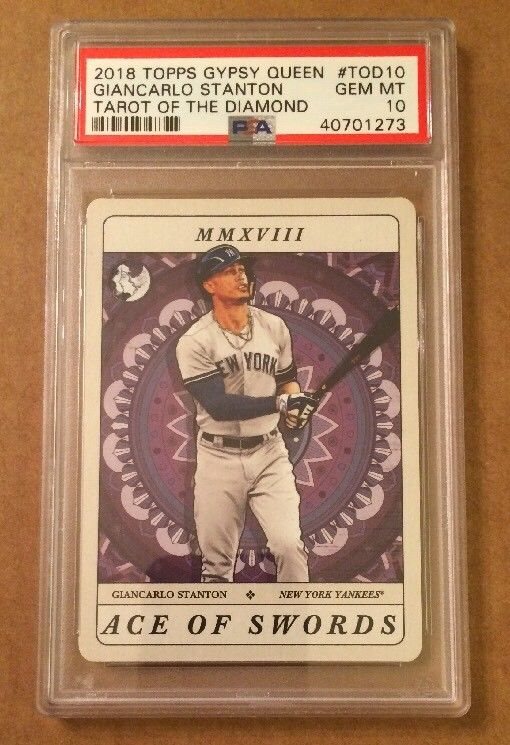 2018 TOPPS GYPSY QUEEN #TOD10
GIANCARLO STANTON GEM MT
TAROT OF THE DIAMOND 10
PSA 40701273
MMXVIII
NEW YORK
GIANCARLO STANTON NEW YORK YANKEES®
ACE OF SWORDS